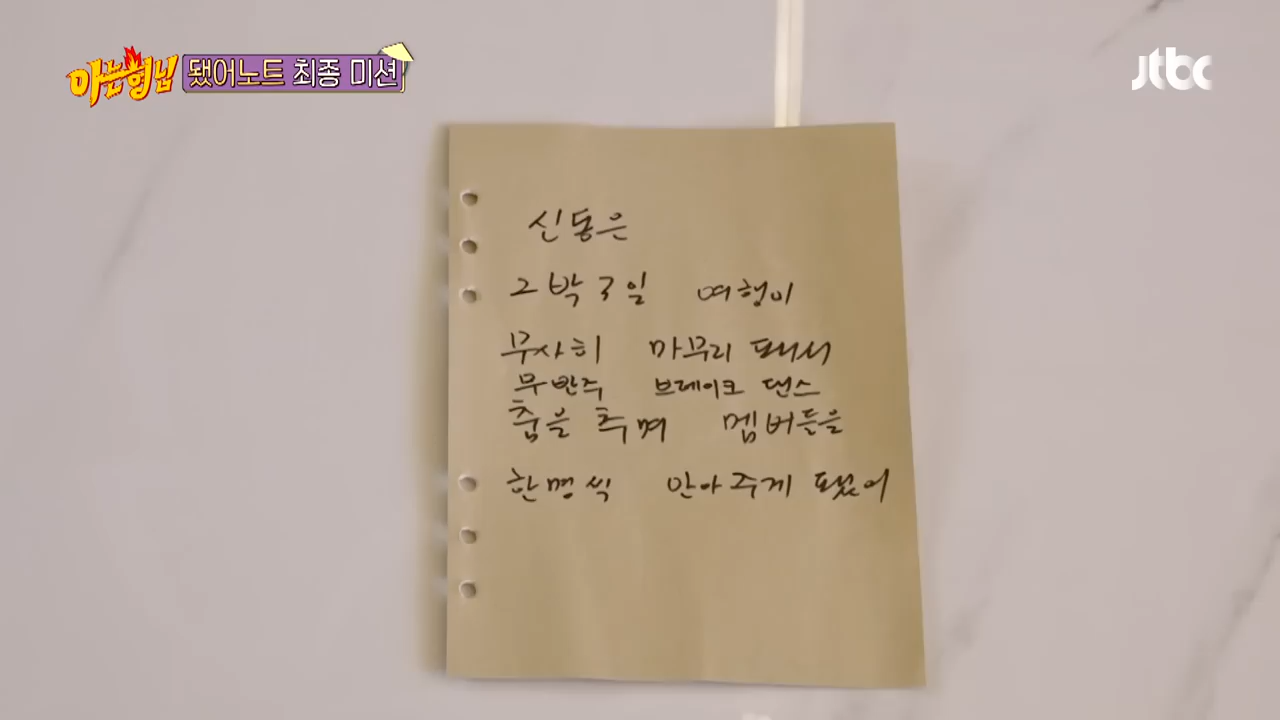 아는형님
됐어노트 최종 미션
jtbc
신동은
2박 3일 여행이
무사히 마무리 돼서
무반주 브레이크 댄스
춤을 추며 멤버들을
한명씩 안아주게 됐어